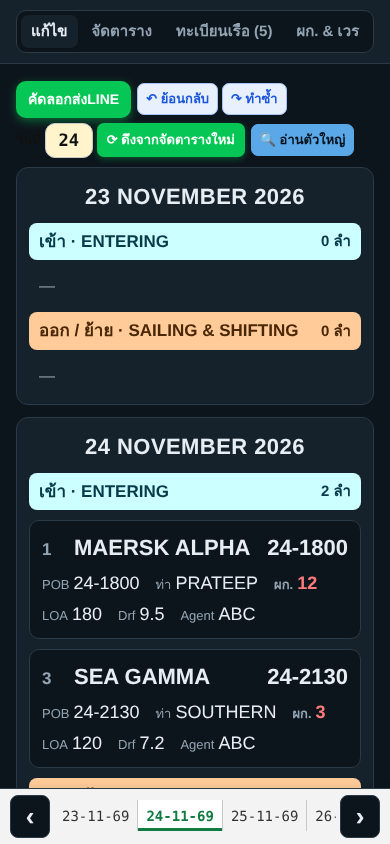 แก้ไข จัดตาราง ทะเบียนเรือ (5) ผก. & เวร
คัดลอกส่งLINE ↶ ย้อนกลับ ↷ ทำซ้ำ
24 ⟳ ดึงจากจัดตารางใหม่ 🔍 อ่านตัวใหญ่
23 NOVEMBER 2026
เข้า · ENTERING 0 ลำ
—
ออก / ย้าย · SAILING & SHIFTING 0 ลำ
—
24 NOVEMBER 2026
เข้า · ENTERING 2 ลำ
1 MAERSK ALPHA 24-1800
POB 24-1800 ท่า PRATEEP ผก. 12
LOA 180 Drf 9.5 Agent ABC
3 SEA GAMMA 24-2130
POB 24-2130 ท่า SOUTHERN ผก. 3
LOA 120 Drf 7.2 Agent ABC
‹ 23-11-69 24-11-69 25-11-69 26- ›